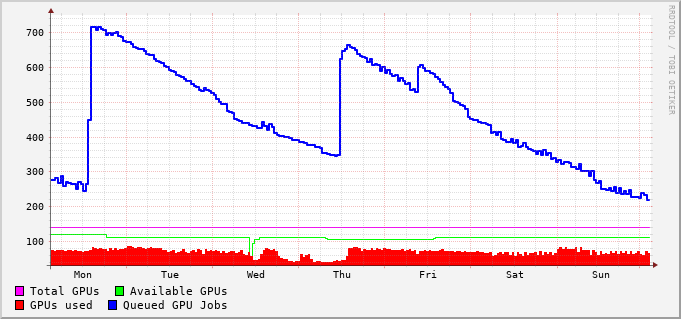 RRDTOOL / TOBI OETIKER
700
600
500
400
300
200
100
Mon Tue Wed Thu Fri Sat Sun
Total GPUs Available GPUs
GPUs used Queued GPU Jobs